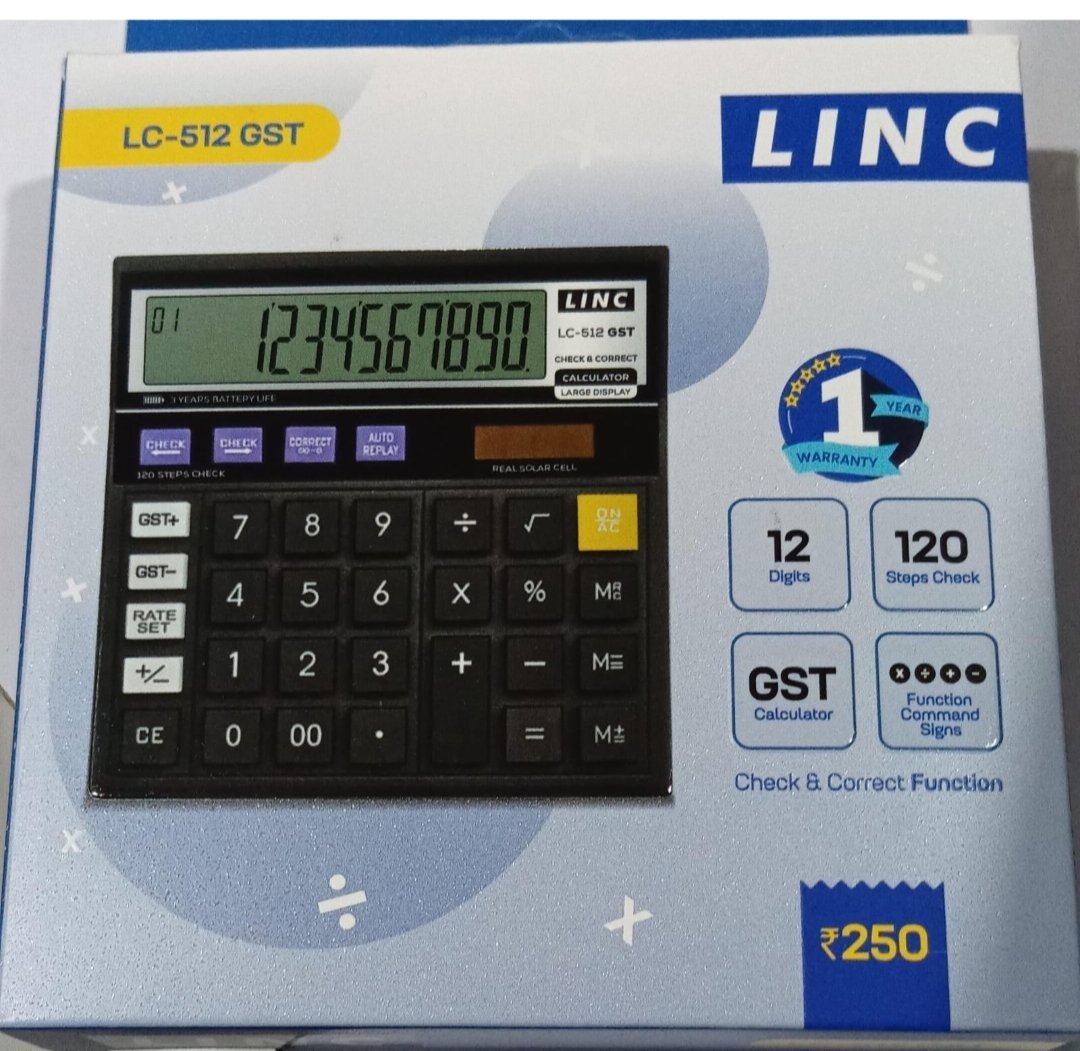 LC-512 GST
LINC
01 1234567890.
LINC
LC-512 GST
CHECK & CORRECT
CALCULATOR
LARGE DISPLAY
3 YEARS BATTERY LIFE
CHECK CHECK CORRECT AUTO REPLAY
120 STEPS CHECK
REAL SOLAR CELL
GST+ 7 8 9 ÷ √ ON AC
GST− 4 5 6 X % MRC
RATE SET 1 2 3 + − M=
+/− 
CE 0 00 . = M±
1 YEAR
WARRANTY
12
Digits
120
Steps Check
GST
Calculator
x ÷ + −
Function
Command
Signs
Check & Correct Function
₹250